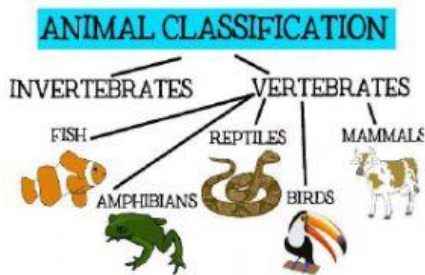 ANIMAL CLASSIFICATION
INVERTEBRATES
VERTEBRATES
FISH
REPTILES
MAMMALS
AMPHIBIANS
BIRDS